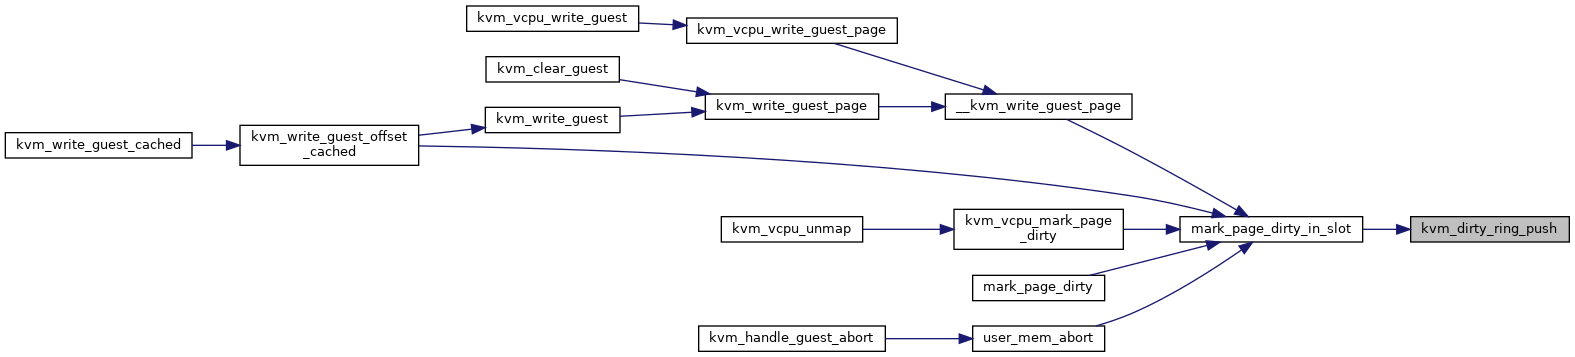 kvm_vcpu_write_guest
kvm_vcpu_write_guest_page
kvm_clear_guest
kvm_write_guest_page
__kvm_write_guest_page
kvm_write_guest
kvm_write_guest_offset
_cached
kvm_write_guest_cached
kvm_vcpu_unmap
kvm_vcpu_mark_page
_dirty
mark_page_dirty_in_slot
kvm_dirty_ring_push
mark_page_dirty
kvm_handle_guest_abort
user_mem_abort